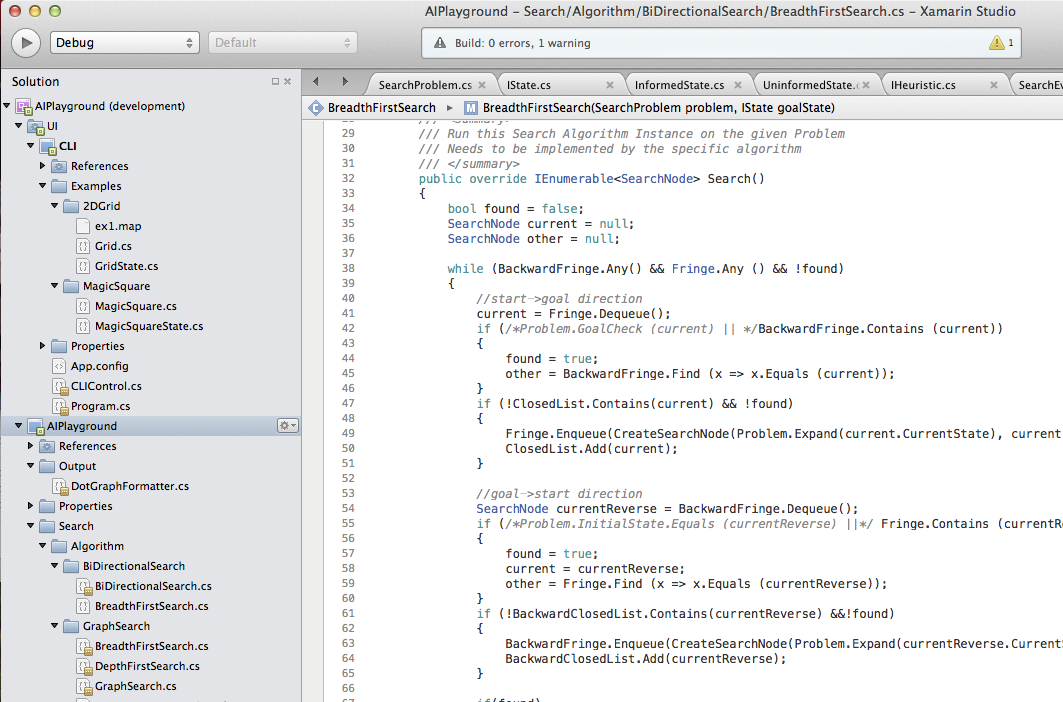 AIPlayground – Search/Algorithm/BiDirectionalSearch/BreadthFirstSearch.cs – Xamarin Studio
Debug
Default
Build: 0 errors, 1 warning
1
Solution
AIPlayground (development)
UI
CLI
References
Examples
2DGrid
ex1.map
Grid.cs
GridState.cs
MagicSquare
MagicSquare.cs
MagicSquareState.cs
Properties
App.config
CLIControl.cs
Program.cs
AIPlayground
References
Output
DotGraphFormatter.cs
Properties
Search
Algorithm
BiDirectionalSearch
BiDirectionalSearch.cs
BreadthFirstSearch.cs
GraphSearch
BreadthFirstSearch.cs
DepthFirstSearch.cs
GraphSearch.cs
SearchProblem.cs
IState.cs
InformedState.cs
UninformedState.
IHeuristic.cs
SearchEv
BreadthFirstSearch
M BreadthFirstSearch(SearchProblem problem, IState goalState)
28 /// <summary>
29 /// Run this Search Algorithm Instance on the given Problem
30 /// Needs to be implemented by the specific algorithm
31 /// </summary>
32 public override IEnumerable<SearchNode> Search()
33 {
34 bool found = false;
35 SearchNode current = null;
36 SearchNode other = null;
37
38 while (BackwardFringe.Any() && Fringe.Any () && !found)
39 {
40 //start->goal direction
41 current = Fringe.Dequeue();
42 if (/*Problem.GoalCheck (current) || */BackwardFringe.Contains (current))
43 {
44 found = true;
45 other = BackwardFringe.Find (x => x.Equals (current));
46 }
47 if (!ClosedList.Contains(current) && !found)
48 {
49 Fringe.Enqueue(CreateSearchNode(Problem.Expand(current.CurrentState), current
50 ClosedList.Add(current);
51 }
52
53 //goal->start direction
54 SearchNode currentReverse = BackwardFringe.Dequeue();
55 if (/*Problem.InitialState.Equals (currentReverse) ||*/ Fringe.Contains (currentRe
56 {
57 found = true;
58 current = currentReverse;
59 other = Fringe.Find (x => x.Equals (currentReverse));
60 }
61 if (!BackwardClosedList.Contains(currentReverse) &&!found)
62 {
63 BackwardFringe.Enqueue(CreateSearchNode(Problem.Expand(currentReverse.CurrentS
64 BackwardClosedList.Add(currentReverse);
65 }
66
67 if(found)